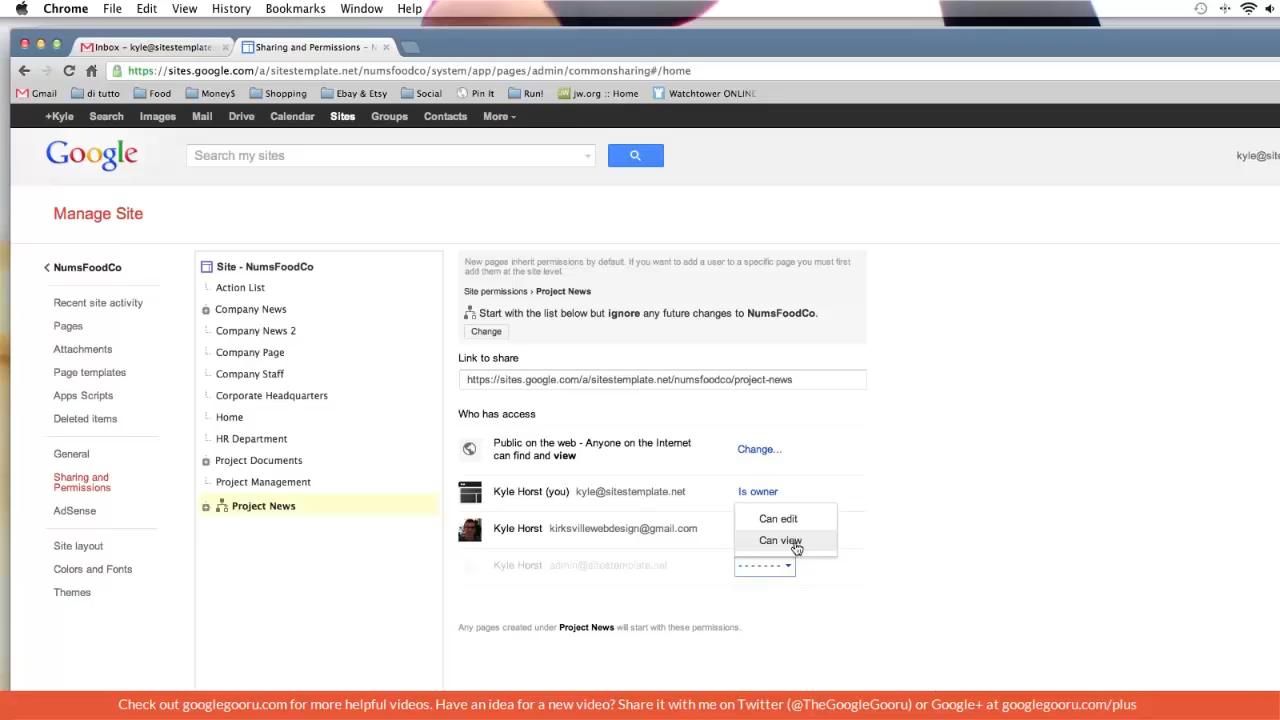 Chrome File Edit View History Bookmarks Window Help
Inbox – kyle@sitestemplate.
Sharing and Permissions – N
https://sites.google.com/a/sitestemplate.net/numsfoodco/system/app/pages/admin/commonsharing#/home
Gmail di tutto Food Money$ Shopping Ebay & Etsy Social Pin It Run! jw.org :: Home Watchtower ONLINE
+Kyle Search Images Mail Drive Calendar Sites Groups Contacts More
Google
Search my sites
kyle@site
Manage Site
NumsFoodCo
Recent site activity
Pages
Attachments
Page templates
Apps Scripts
Deleted items
General
Sharing and
Permissions
AdSense
Site layout
Colors and Fonts
Themes
Site - NumsFoodCo
Action List
Company News
Company News 2
Company Page
Company Staff
Corporate Headquarters
Home
HR Department
Project Documents
Project Management
Project News
New pages inherit permissions by default. If you want to add a user to a specific page you must first
add them at the site level.
Site permissions › Project News
Start with the list below but ignore any future changes to NumsFoodCo.
Change
Link to share
https://sites.google.com/a/sitestemplate.net/numsfoodco/project-news
Who has access
Public on the web - Anyone on the Internet
can find and view
Change...
Kyle Horst (you) kyle@sitestemplate.net
Is owner
Kyle Horst kirksvillewebdesign@gmail.com
Can edit
Can view
Kyle Horst admin@sitestemplate.net
- - - - - - -
Any pages created under Project News will start with these permissions.
Check out googlegooru.com for more helpful videos. Have an idea for a new video? Share it with me on Twitter (@TheGoogleGooru) or Google+ at googlegooru.com/plus